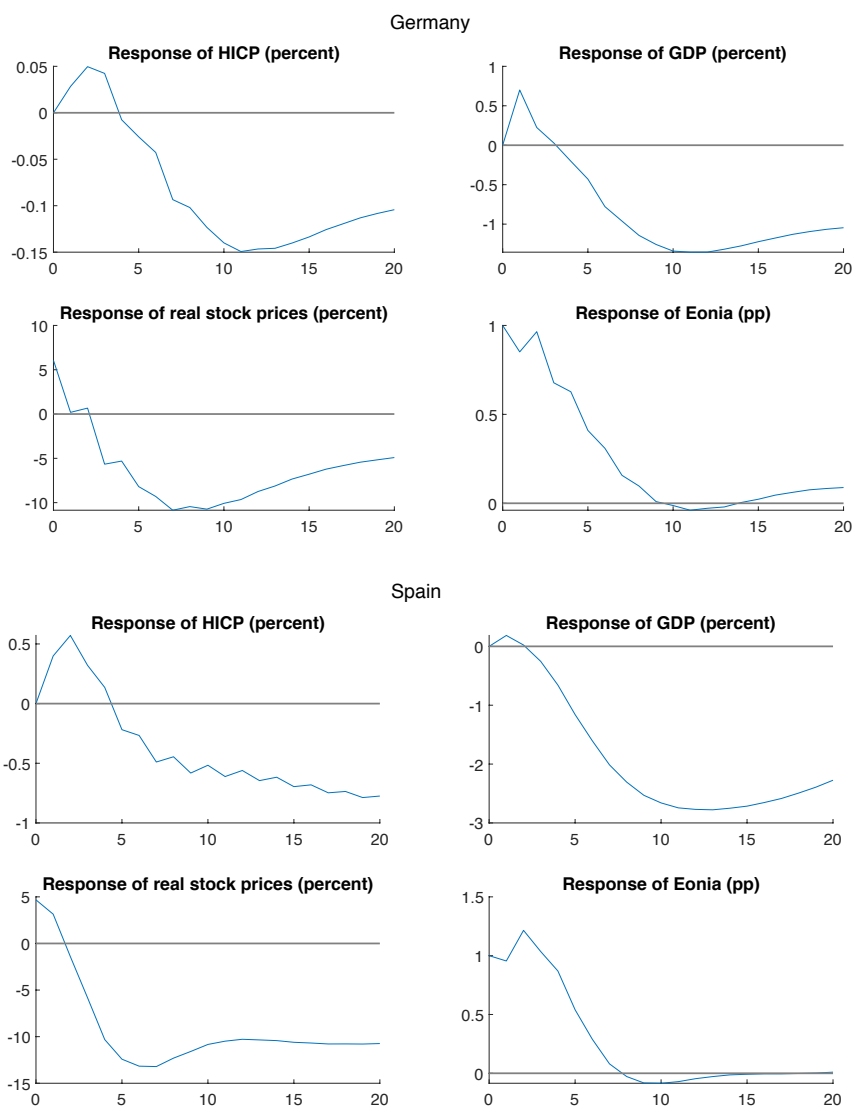 Germany
Response of HICP (percent)
Response of GDP (percent)
0.05
0
-0.05
-0.1
-0.15
0 5 10 15 20
1
0.5
0
-0.5
-1
0 5 10 15 20
Response of real stock prices (percent)
Response of Eonia (pp)
10
5
0
-5
-10
0 5 10 15 20
1
0.5
0
0 5 10 15 20
Spain
Response of HICP (percent)
Response of GDP (percent)
0.5
0
-0.5
-1
0 5 10 15 20
0
-1
-2
-3
0 5 10 15 20
Response of real stock prices (percent)
Response of Eonia (pp)
5
0
-5
-10
-15
0 5 10 15 20
1.5
1
0.5
0
0 5 10 15 20